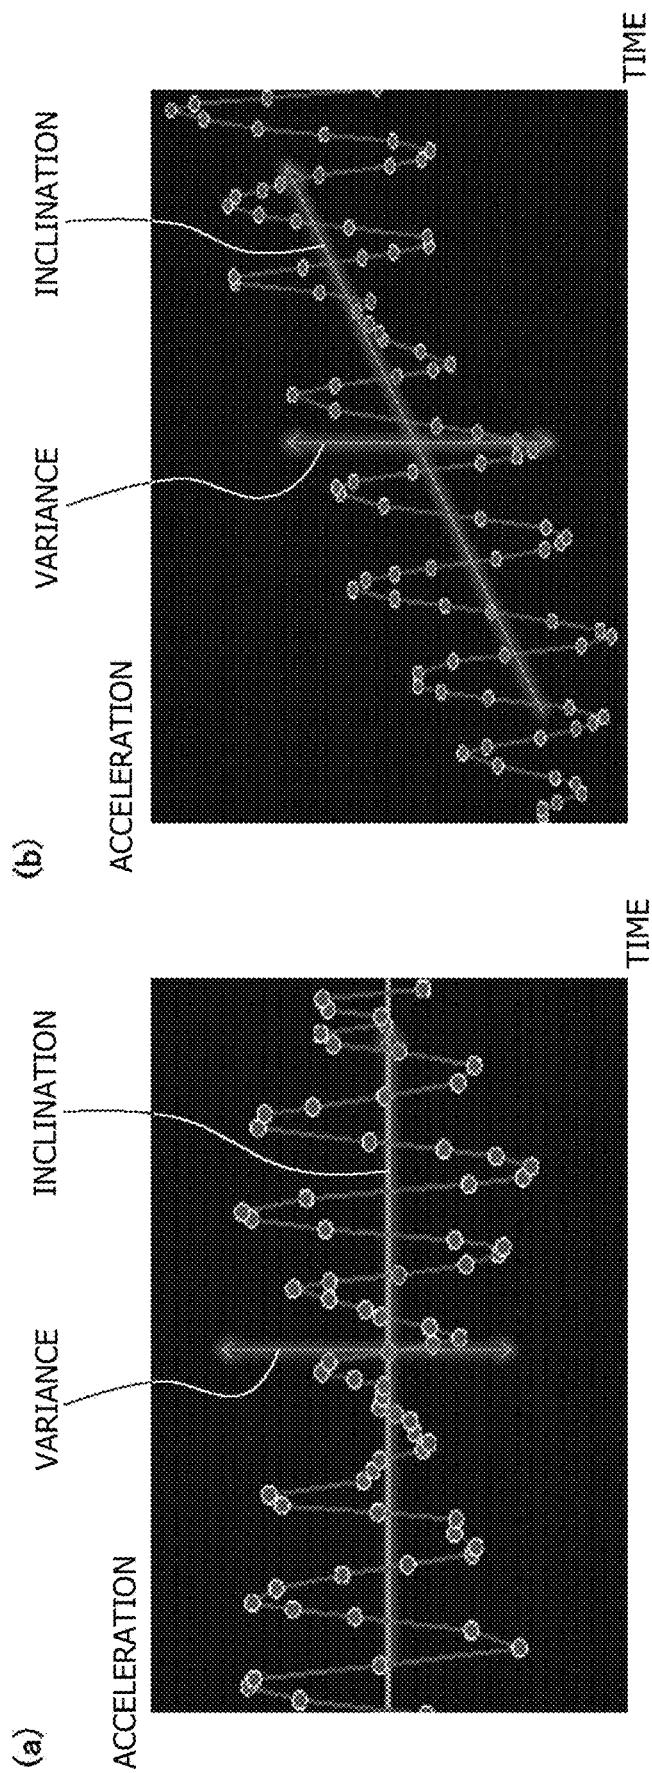 (a)
ACCELERATION
VARIANCE
INCLINATION
TIME
(b)
ACCELERATION
VARIANCE
INCLINATION
TIME